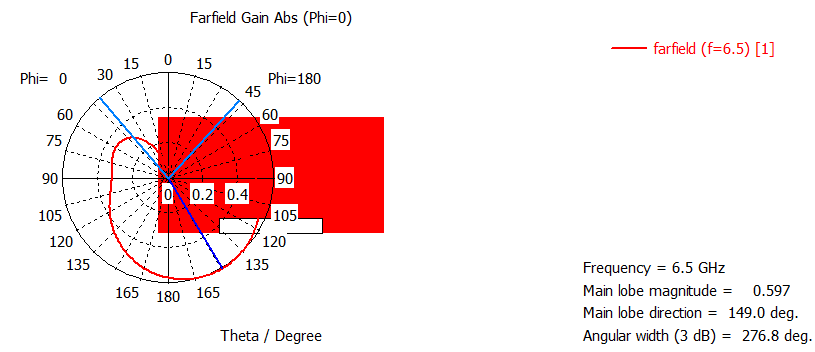 Farfield Gain Abs (Phi=0)
farfield (f=6.5) [1]
Phi= 0
30
15
0
15
Phi=180
45
60
60
75
75
90
0
0.2
0.4
90
105
105
120
120
135
135
165
180
165
Frequency = 6.5 GHz
Main lobe magnitude = 0.597
Main lobe direction = 149.0 deg.
Angular width (3 dB) = 276.8 deg.
Theta / Degree